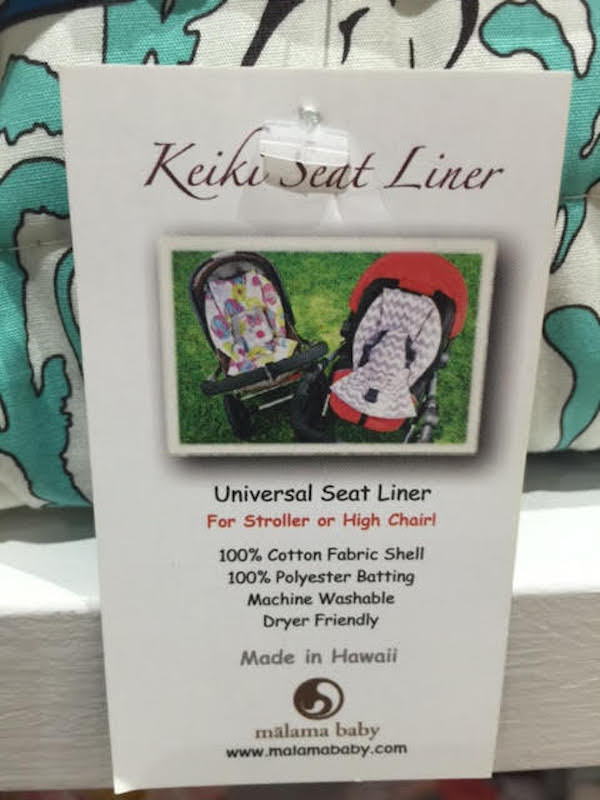 Keiki Seat Liner
Universal Seat Liner
For Stroller or High Chair!
100% Cotton Fabric Shell
100% Polyester Batting
Machine Washable
Dryer Friendly
Made in Hawaii
mālama baby
www.malamababy.com